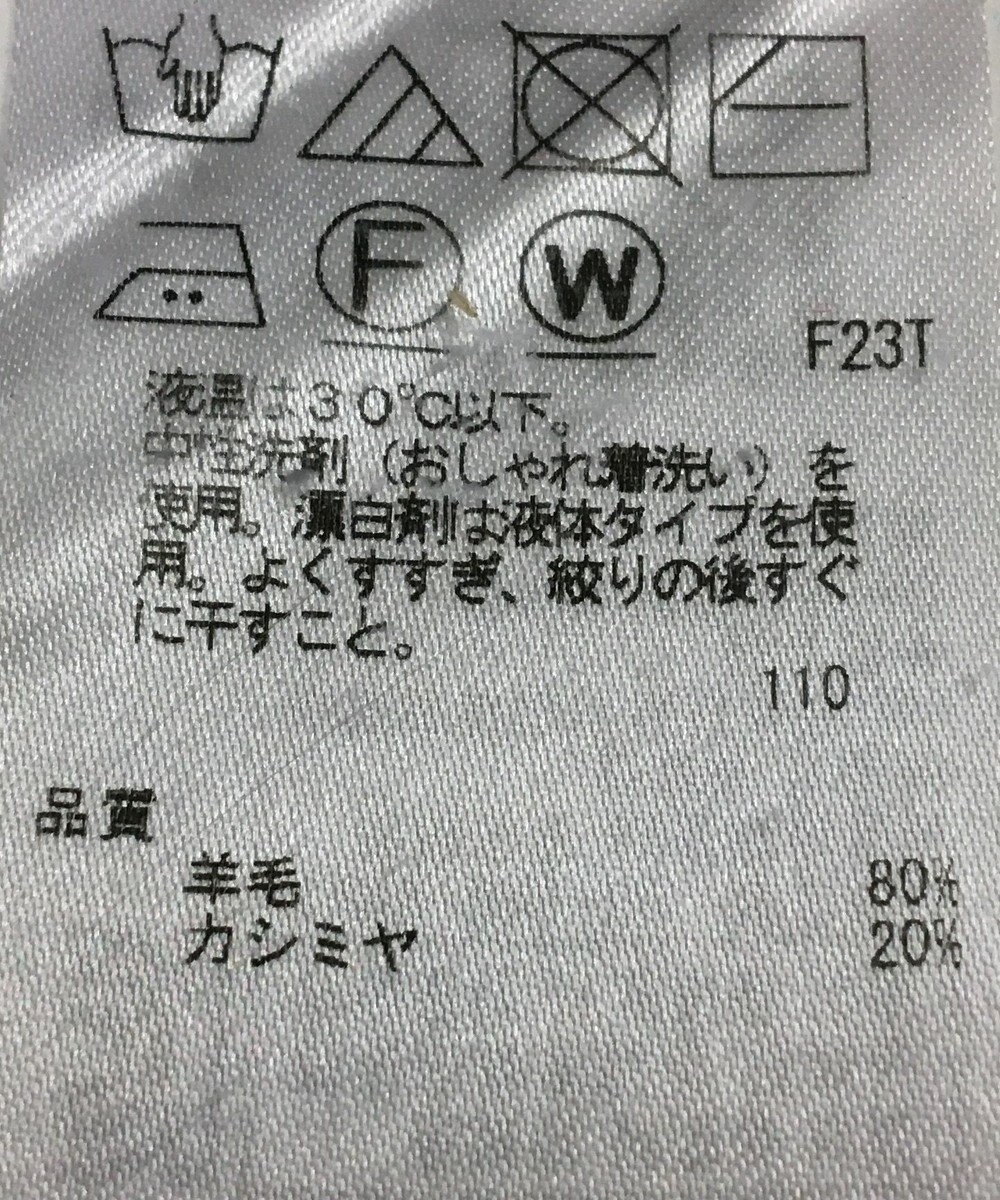 F
W
F23T
液温は30℃以下。
中性洗剤（おしゃれ着洗い）を
使用。漂白剤は液体タイプを使
用。よくすすぎ、絞りの後すぐ
に干すこと。
110
品質
羊毛 80%
カシミヤ 20%